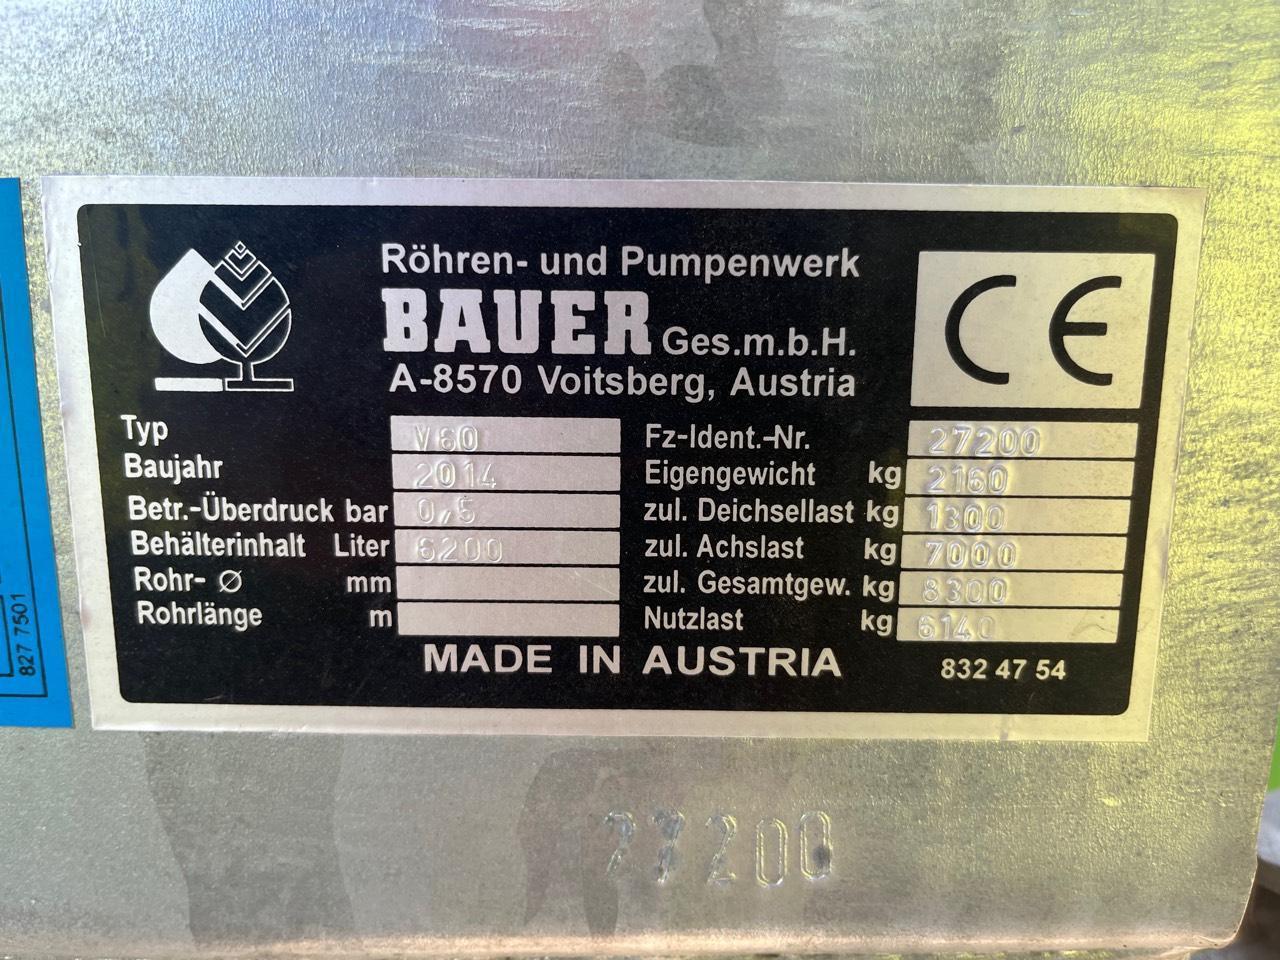 Röhren- und Pumpenwerk
BAUER Ges.m.b.H.
A-8570 Voitsberg, Austria
CE
Typ V60
Baujahr 2014
Betr.-Überdruck bar 0,5
Behälterinhalt Liter 6200
Rohr- Ø mm
Rohrlänge m
Fz-Ident.-Nr. 27200
Eigengewicht kg 2160
zul. Deichsellast kg 1300
zul. Achslast kg 7000
zul. Gesamtgew. kg 8300
Nutzlast kg 6140
MADE IN AUSTRIA
832 47 54
827 7501
27200